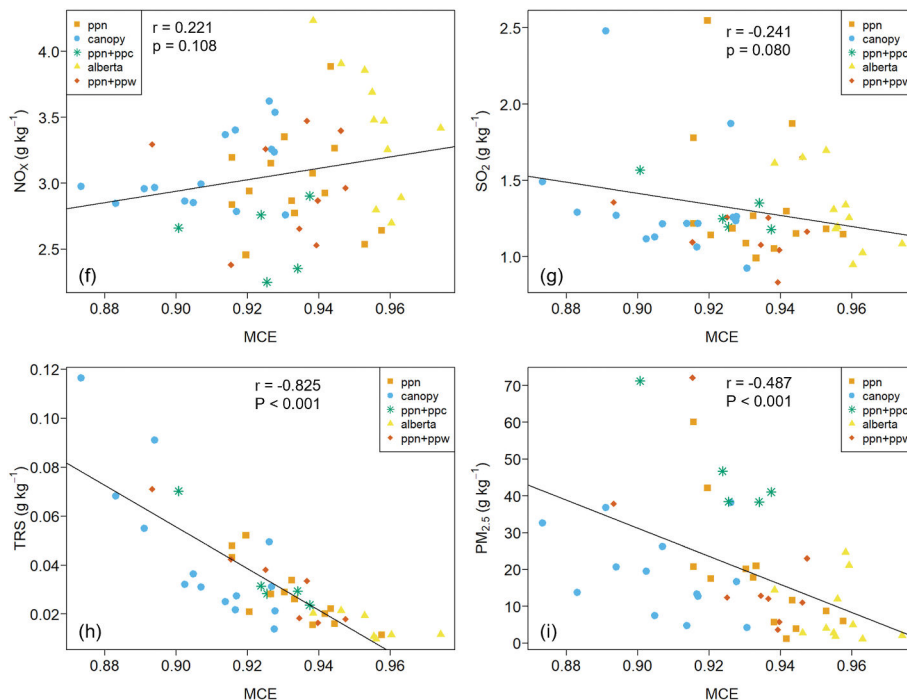 ppn
canopy
ppn+ppc
alberta
ppn+ppw
r = 0.221
p = 0.108
(f)
NOX (g kg−1)
2.5 3.0 3.5 4.0
0.88 0.90 0.92 0.94 0.96
MCE
r = -0.241
p = 0.080
ppn
canopy
ppn+ppc
alberta
ppn+ppw
(g)
SO2 (g kg−1)
1.0 1.5 2.0 2.5
0.88 0.90 0.92 0.94 0.96
MCE
r = -0.825
P < 0.001
ppn
canopy
ppn+ppc
alberta
ppn+ppw
(h)
TRS (g kg−1)
0.02 0.04 0.06 0.08 0.10 0.12
0.88 0.90 0.92 0.94 0.96
MCE
r = -0.487
P < 0.001
ppn
canopy
ppn+ppc
alberta
ppn+ppw
(i)
PM2.5 (g kg−1)
0 10 20 30 40 50 60 70
0.88 0.90 0.92 0.94 0.96
MCE